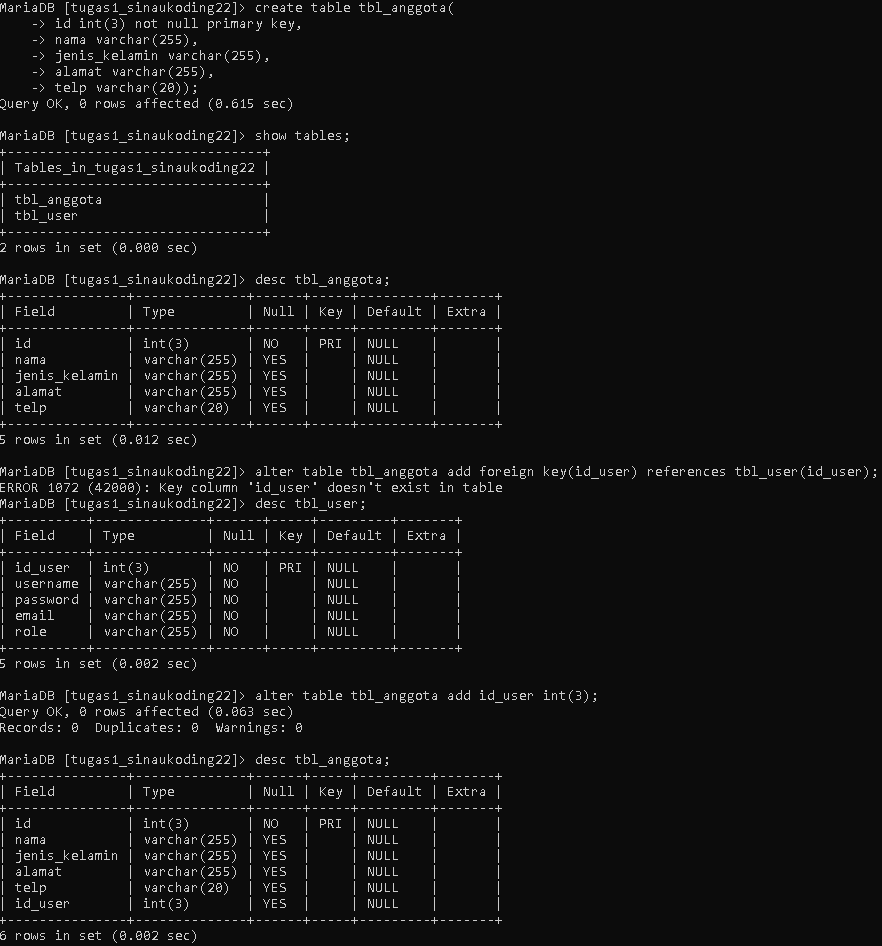 MariaDB [tugas1_sinaukoding22]> create table tbl_anggota(
    -> id int(3) not null primary key,
    -> nama varchar(255),
    -> jenis_kelamin varchar(255),
    -> alamat varchar(255),
    -> telp varchar(20));
Query OK, 0 rows affected (0.615 sec)

MariaDB [tugas1_sinaukoding22]> show tables;
+--------------------------------+
| Tables_in_tugas1_sinaukoding22 |
+--------------------------------+
| tbl_anggota                    |
| tbl_user                       |
+--------------------------------+
2 rows in set (0.000 sec)

MariaDB [tugas1_sinaukoding22]> desc tbl_anggota;
+---------------+--------------+------+-----+---------+-------+
| Field         | Type         | Null | Key | Default | Extra |
+---------------+--------------+------+-----+---------+-------+
| id            | int(3)       | NO   | PRI | NULL    |       |
| nama          | varchar(255) | YES  |     | NULL    |       |
| jenis_kelamin | varchar(255) | YES  |     | NULL    |       |
| alamat        | varchar(255) | YES  |     | NULL    |       |
| telp          | varchar(20)  | YES  |     | NULL    |       |
+---------------+--------------+------+-----+---------+-------+
5 rows in set (0.012 sec)

MariaDB [tugas1_sinaukoding22]> alter table tbl_anggota add foreign key(id_user) references tbl_user(id_user);
ERROR 1072 (42000): Key column 'id_user' doesn't exist in table
MariaDB [tugas1_sinaukoding22]> desc tbl_user;
+----------+--------------+------+-----+---------+-------+
| Field    | Type         | Null | Key | Default | Extra |
+----------+--------------+------+-----+---------+-------+
| id_user  | int(3)       | NO   | PRI | NULL    |       |
| username | varchar(255) | NO   |     | NULL    |       |
| password | varchar(255) | NO   |     | NULL    |       |
| email    | varchar(255) | NO   |     | NULL    |       |
| role     | varchar(255) | NO   |     | NULL    |       |
+----------+--------------+------+-----+---------+-------+
5 rows in set (0.002 sec)

MariaDB [tugas1_sinaukoding22]> alter table tbl_anggota add id_user int(3);
Query OK, 0 rows affected (0.063 sec)
Records: 0  Duplicates: 0  Warnings: 0

MariaDB [tugas1_sinaukoding22]> desc tbl_anggota;
+---------------+--------------+------+-----+---------+-------+
| Field         | Type         | Null | Key | Default | Extra |
+---------------+--------------+------+-----+---------+-------+
| id            | int(3)       | NO   | PRI | NULL    |       |
| nama          | varchar(255) | YES  |     | NULL    |       |
| jenis_kelamin | varchar(255) | YES  |     | NULL    |       |
| alamat        | varchar(255) | YES  |     | NULL    |       |
| telp          | varchar(20)  | YES  |     | NULL    |       |
| id_user       | int(3)       | YES  |     | NULL    |       |
+---------------+--------------+------+-----+---------+-------+
6 rows in set (0.002 sec)